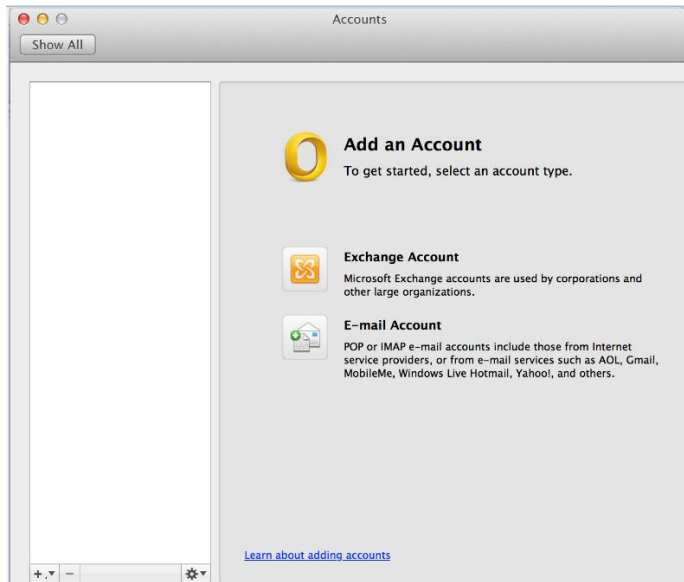 Accounts
Show All
Add an Account
To get started, select an account type.
Exchange Account
Microsoft Exchange accounts are used by corporations and
other large organizations.
E-mail Account
POP or IMAP e-mail accounts include those from Internet
service providers, or from e-mail services such as AOL, Gmail,
MobileMe, Windows Live Hotmail, Yahoo!, and others.
Learn about adding accounts